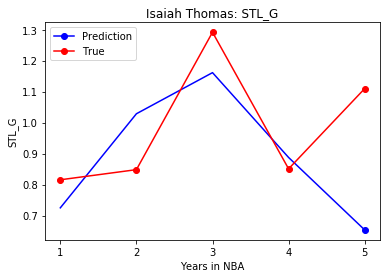 Isaiah Thomas: STL_G
Prediction
True
STL_G
1.3
1.2
1.1
1.0
0.9
0.8
0.7
1 2 3 4 5
Years in NBA